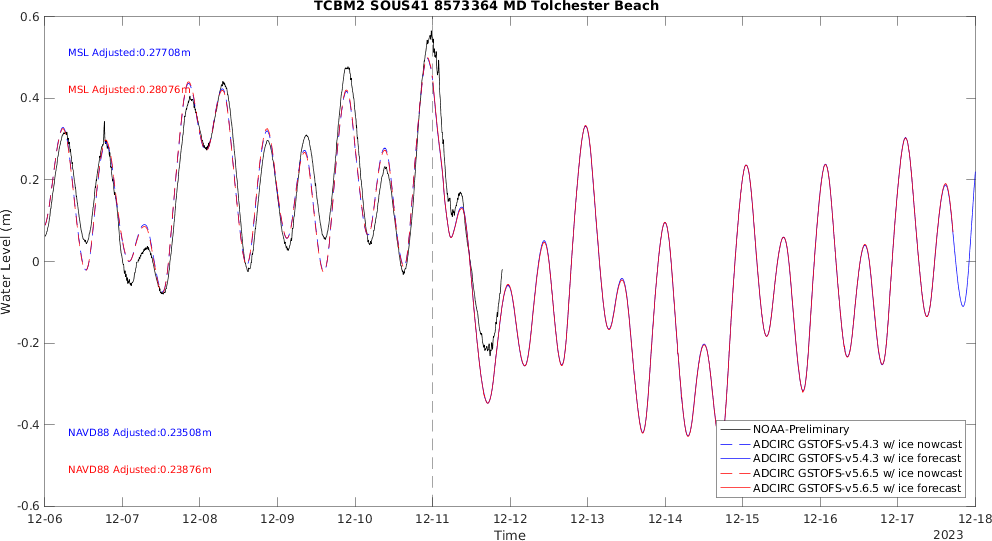 TCBM2 SOUS41 8573364 MD Tolchester Beach
0.6
MSL Adjusted:0.27708m
0.4
MSL Adjusted:0.28076m
0.2
Water Level (m)
0
-0.2
-0.4
NAVD88 Adjusted:0.23508m
NAVD88 Adjusted:0.23876m
-0.6
NOAA-Preliminary
ADCIRC GSTOFS-v5.4.3 w/ ice nowcast
ADCIRC GSTOFS-v5.4.3 w/ ice forecast
ADCIRC GSTOFS-v5.6.5 w/ ice nowcast
ADCIRC GSTOFS-v5.6.5 w/ ice forecast
12-06 12-07 12-08 12-09 12-10 12-11 12-12 12-13 12-14 12-15 12-16 12-17 12-18
Time
2023